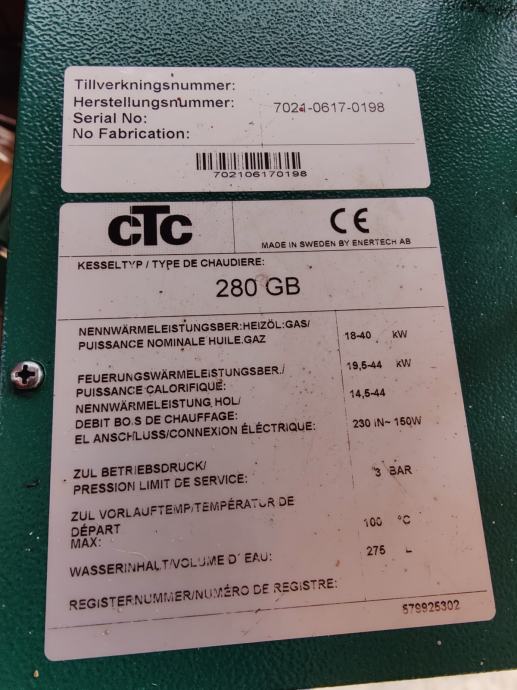 Tillverkningsnummer:
Herstellungsnummer:
Serial No:
No Fabrication:
7021-0617-0198
702106170198
CTC
CE
MADE IN SWEDEN BY ENERTECH AB
KESSELTYP / TYPE DE CHAUDIERE:
280 GB
NENNWÄRMELEISTUNGSBER:HEIZÖL:GAS/
PUISSANCE NOMINALE HUILE.GAZ
18-40 kW
FEUERUNGSWÄRMELEISTUNGSBER./
PUISSANCE CALORIFIQUE:
19,5-44 kW
NENNWÄRMELEISTUNG HOL/
DEBIT BO.S DE CHAUFFAGE:
14,5-44
EL ANSCHLUSS/CONNEXION ÉLECTRIQUE:
230 IN~ 150W
ZUL BETRIEBSDRUCK/
PRESSION LIMIT DE SERVICE:
3 BAR
ZUL VORLAUFTEMP/TEMPÉRATUR DE
DÉPART
MAX:
100 °C
WASSERINHALT/VOLUME D' EAU:
275 L
REGISTERNUMMER/NUMÉRO DE REGISTRE:
579925302